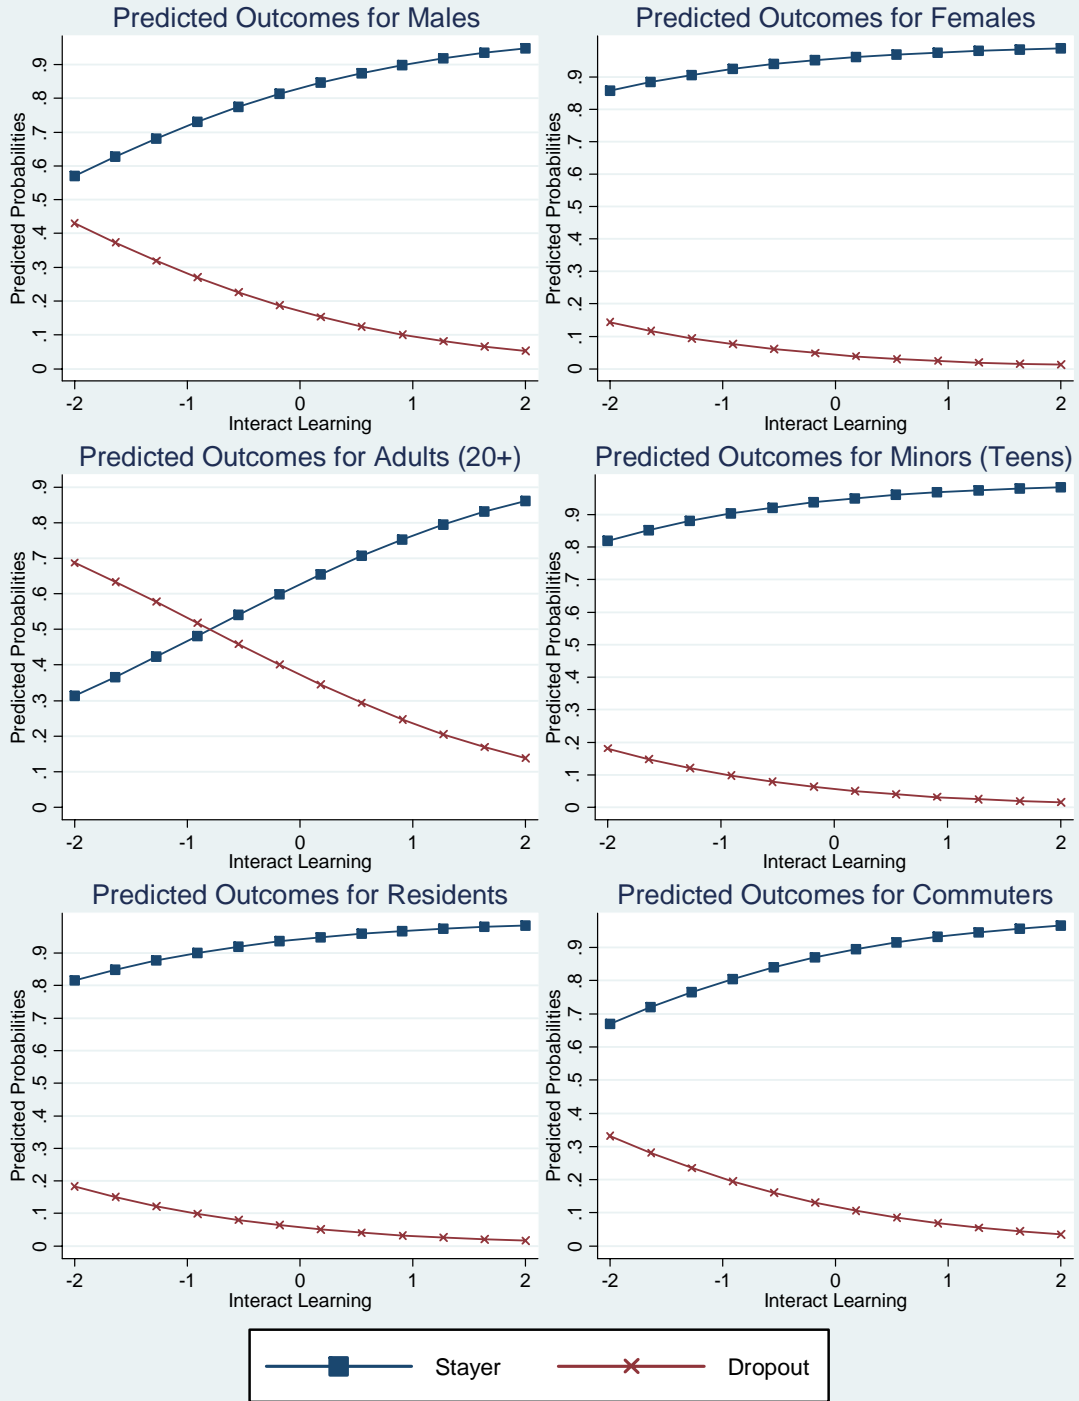 Predicted Outcomes for Males
Predicted Probabilities
0 .1 .2 .3 .4 .5 .6 .7 .8 .9
-2 -1 0 1 2
Interact Learning
Predicted Outcomes for Females
Predicted Probabilities
0 .1 .2 .3 .4 .5 .6 .7 .8 .9
-2 -1 0 1 2
Interact Learning
Predicted Outcomes for Adults (20+)
Predicted Probabilities
0 .1 .2 .3 .4 .5 .6 .7 .8 .9
-2 -1 0 1 2
Interact Learning
Predicted Outcomes for Minors (Teens)
Predicted Probabilities
0 .1 .2 .3 .4 .5 .6 .7 .8 .9
-2 -1 0 1 2
Interact Learning
Predicted Outcomes for Residents
Predicted Probabilities
0 .1 .2 .3 .4 .5 .6 .7 .8 .9
-2 -1 0 1 2
Interact Learning
Predicted Outcomes for Commuters
Predicted Probabilities
0 .1 .2 .3 .4 .5 .6 .7 .8 .9
-2 -1 0 1 2
Interact Learning
Stayer Dropout